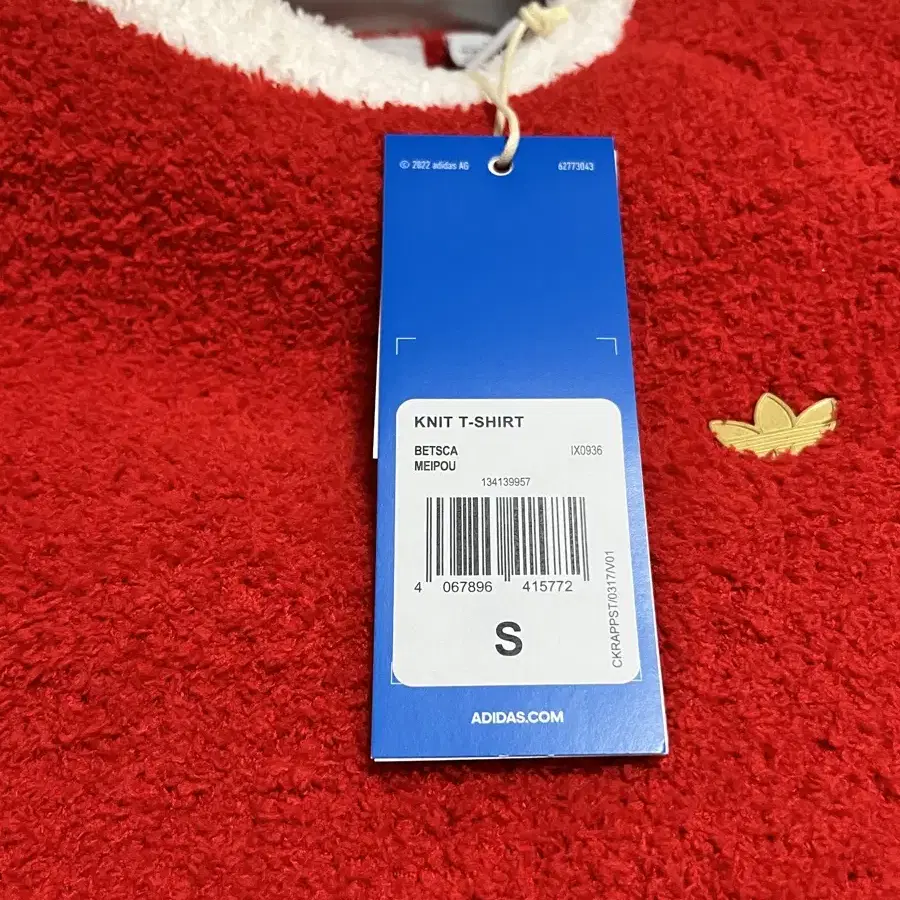 © 2022 adidas AG
62773043
KNIT T-SHIRT
BETSCA
IX0936
MEIPOU
134139957
4 067896 415772
S
CKRAPPST/0317/V01
ADIDAS.COM